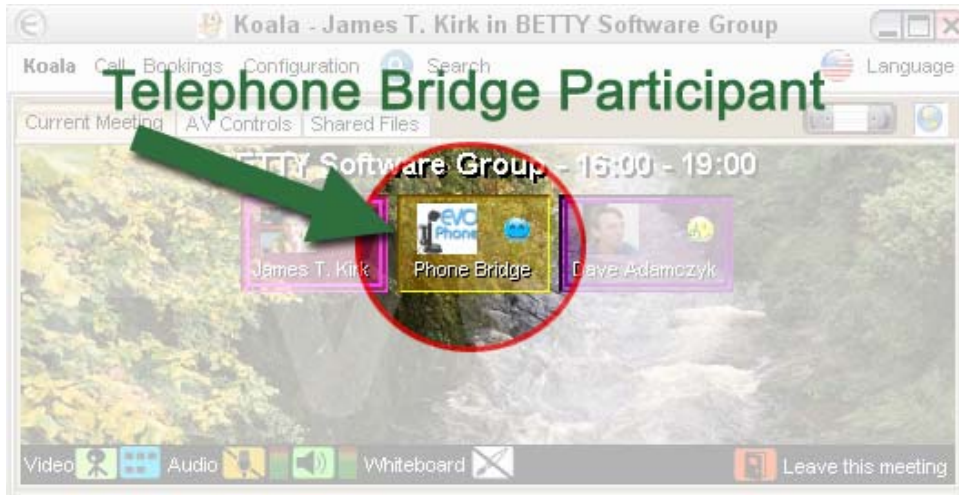 Koala - James T. Kirk in BETTY Software Group
Koala Call Bookings Configuration Search Language
Telephone Bridge Participant
Current Meeting AV Controls Shared Files
BETTY Software Group - 16:00 - 19:00
EVO
Phone
James T. Kirk Phone Bridge Dave Adamczyk
Video Audio Whiteboard Leave this meeting